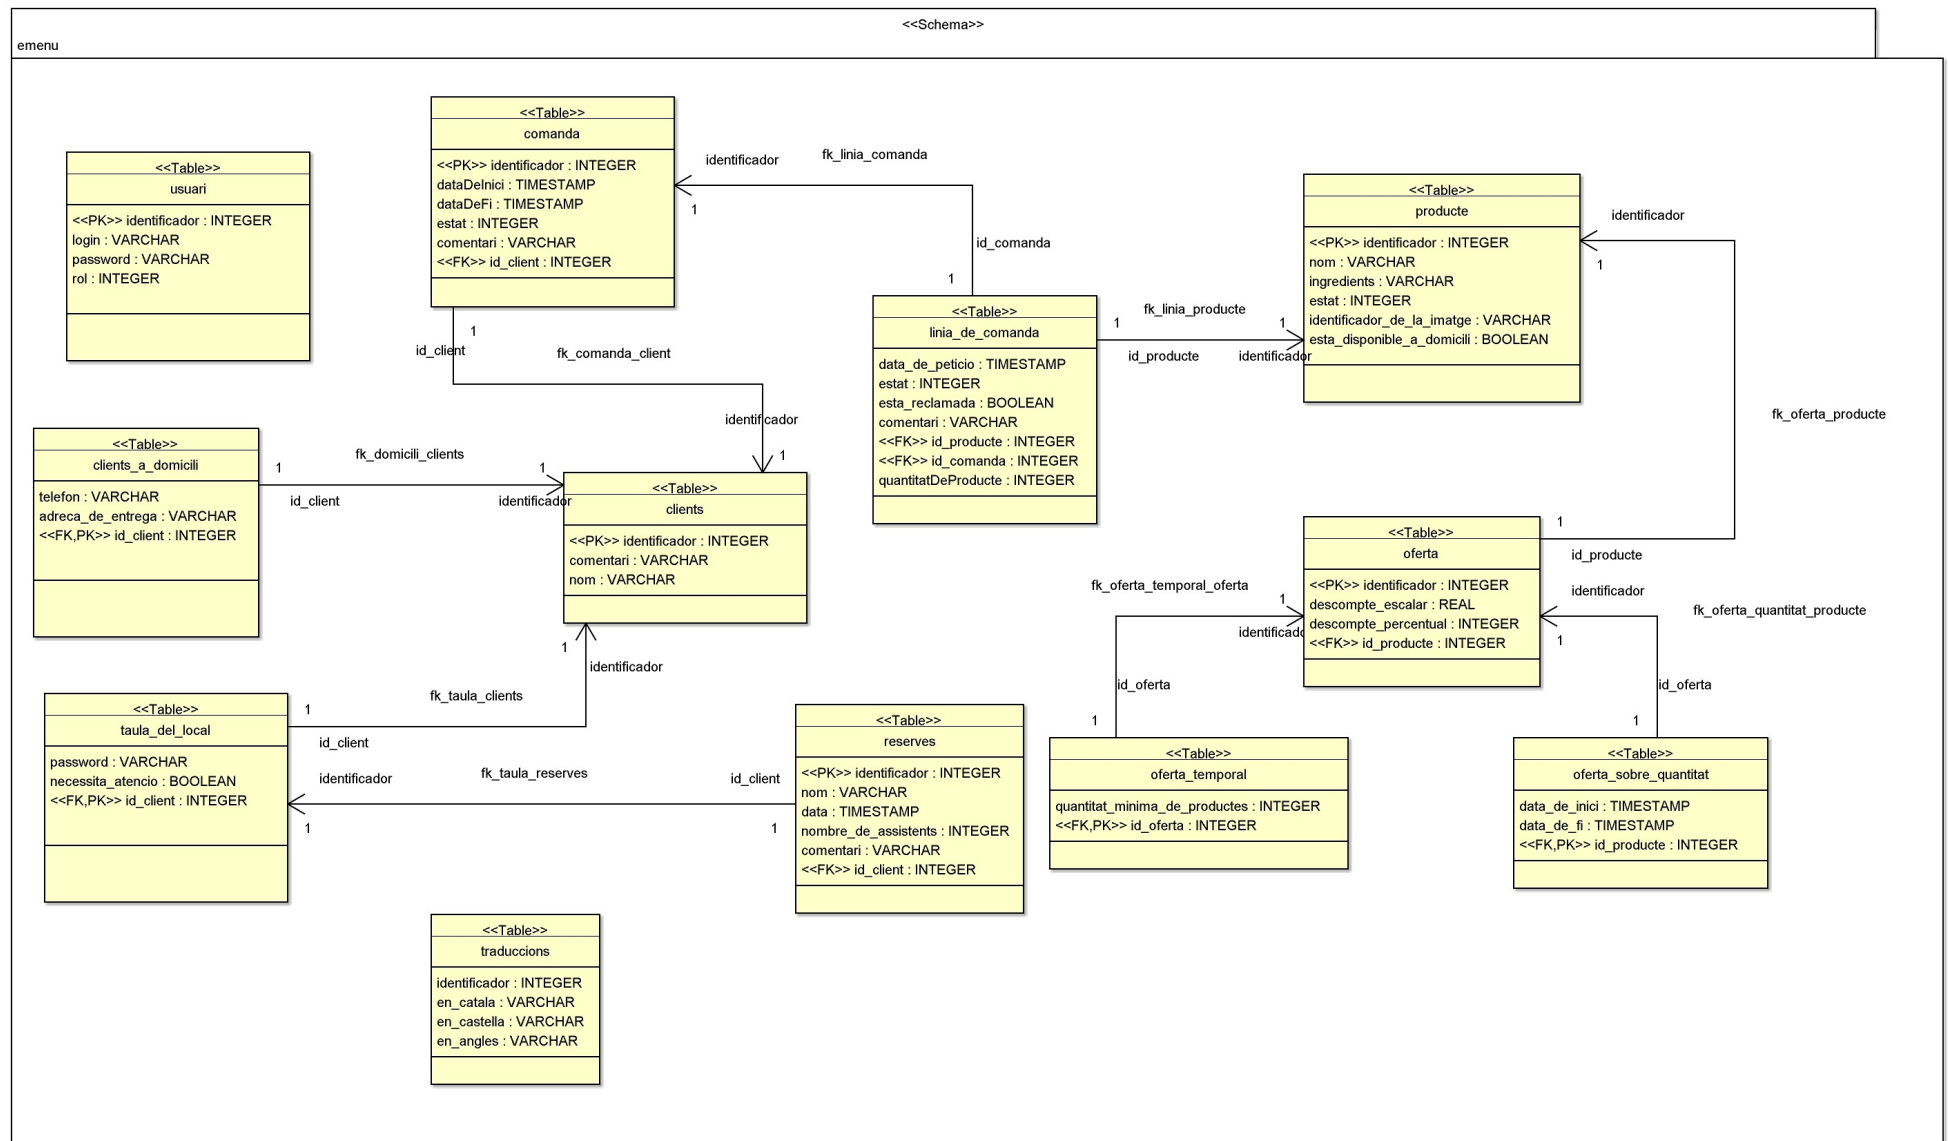 <<Schema>>
emenu
<<Table>>
comanda
<<PK>> identificador : INTEGER
dataDeInici : TIMESTAMP
dataDeFi : TIMESTAMP
estat : INTEGER
comentari : VARCHAR
<<FK>> id_client : INTEGER
<<Table>>
usuari
<<PK>> identificador : INTEGER
login : VARCHAR
password : VARCHAR
rol : INTEGER
identificador
fk_linia_comanda
1
id_comanda
1
<<Table>>
producte
<<PK>> identificador : INTEGER
nom : VARCHAR
ingredients : VARCHAR
estat : INTEGER
identificador_de_la_imatge : VARCHAR
esta_disponible_a_domicili : BOOLEAN
identificador
1
fk_oferta_producte
<<Table>>
linia_de_comanda
data_de_peticio : TIMESTAMP
estat : INTEGER
esta_reclamada : BOOLEAN
comentari : VARCHAR
<<FK>> id_producte : INTEGER
<<FK>> id_comanda : INTEGER
quantitatDeProducte : INTEGER
fk_linia_producte
1
1
id_producte
identificador
1
id_client
fk_comanda_client
identificador
1
<<Table>>
clients_a_domicili
telefon : VARCHAR
adreca_de_entrega : VARCHAR
<<FK,PK>> id_client : INTEGER
fk_domicili_clients
1
1
id_client
identificador
<<Table>>
clients
<<PK>> identificador : INTEGER
comentari : VARCHAR
nom : VARCHAR
1
identificador
fk_taula_clients
1
id_client
<<Table>>
oferta
<<PK>> identificador : INTEGER
descompte_escalar : REAL
descompte_percentual : INTEGER
<<FK>> id_producte : INTEGER
1
id_producte
identificador
fk_oferta_quantitat_producte
1
id_oferta
1
fk_oferta_temporal_oferta
1
identificado
id_oferta
1
<<Table>>
taula_del_local
password : VARCHAR
necessita_atencio : BOOLEAN
<<FK,PK>> id_client : INTEGER
identificador
fk_taula_reserves
id_client
1
1
<<Table>>
reserves
<<PK>> identificador : INTEGER
nom : VARCHAR
data : TIMESTAMP
nombre_de_assistents : INTEGER
comentari : VARCHAR
<<FK>> id_client : INTEGER
<<Table>>
oferta_temporal
quantitat_minima_de_productes : INTEGER
<<FK,PK>> id_oferta : INTEGER
<<Table>>
oferta_sobre_quantitat
data_de_inici : TIMESTAMP
data_de_fi : TIMESTAMP
<<FK,PK>> id_producte : INTEGER
<<Table>>
traduccions
identificador : INTEGER
en_catala : VARCHAR
en_castella : VARCHAR
en_angles : VARCHAR